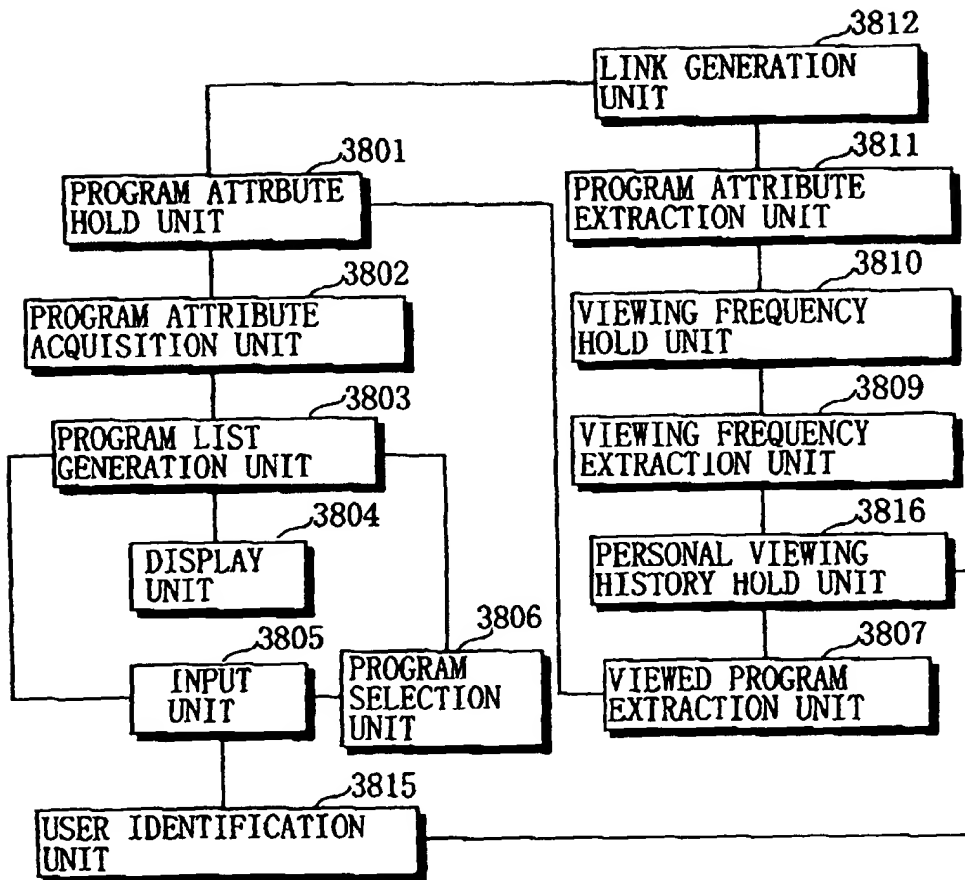 3812
LINK GENERATION
UNIT
3801
PROGRAM ATTRBUTE
HOLD UNIT
3811
PROGRAM ATTRIBUTE
EXTRACTION UNIT
3802
PROGRAM ATTRIBUTE
ACQUISITION UNIT
3810
VIEWING FREQUENCY
HOLD UNIT
3803
PROGRAM LIST
GENERATION UNIT
3809
VIEWING FREQUENCY
EXTRACTION UNIT
3804
DISPLAY
UNIT
3816
PERSONAL VIEWING
HISTORY HOLD UNIT
3805
INPUT
UNIT
3806
PROGRAM
SELECTION
UNIT
3807
VIEWED PROGRAM
EXTRACTION UNIT
3815
USER IDENTIFICATION
UNIT